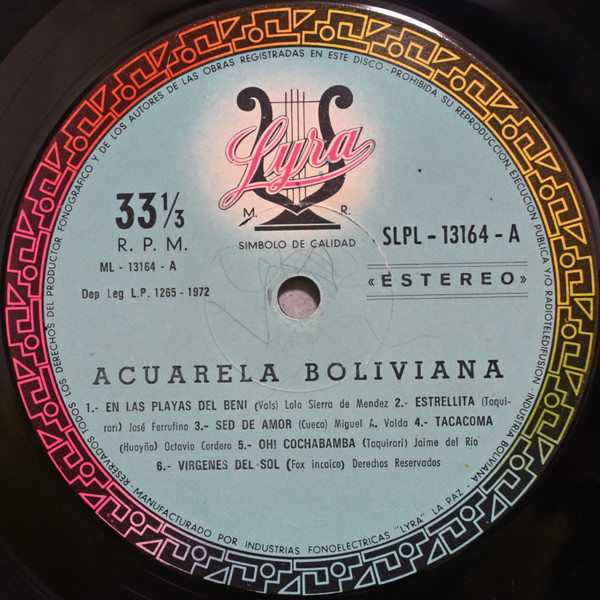 RESERVADOS TODOS LOS DERECHOS DEL PRODUCTOR FONOGRAFICO Y DE LOS AUTORES DE LAS OBRAS REGISTRADAS EN ESTE DISCO - PROHIBIDA SU REPRODUCCION, EJECUCION PUBLICA Y/O RADIOTELEDIFUSION
INDUSTRIA BOLIVIANA
Lyra
M. R.
SIMBOLO DE CALIDAD
33 1/3
R. P. M.
ML - 13164 - A
Dep Leg L.P. 1265 - 1972
SLPL - 13164 - A
«ESTEREO»
ACUARELA BOLIVIANA
1.- EN LAS PLAYAS DEL BENI (Vals) Lola Sierra de Mendez 2.- ESTRELLITA (Taqui-
rari) José Ferrufino 3.- SED DE AMOR (Cueca) Miguel A. Valda 4.- TACACOMA
(Huayño) Octavio Cordero 5.- OH! COCHABAMBA (Taquirari) Jaime del Rio
6.- VIRGENES DEL SOL (Fox incaico) Derechos Reservados
MANUFACTURADO POR INDUSTRIAS FONOELECTRICAS "LYRA" LA PAZ -